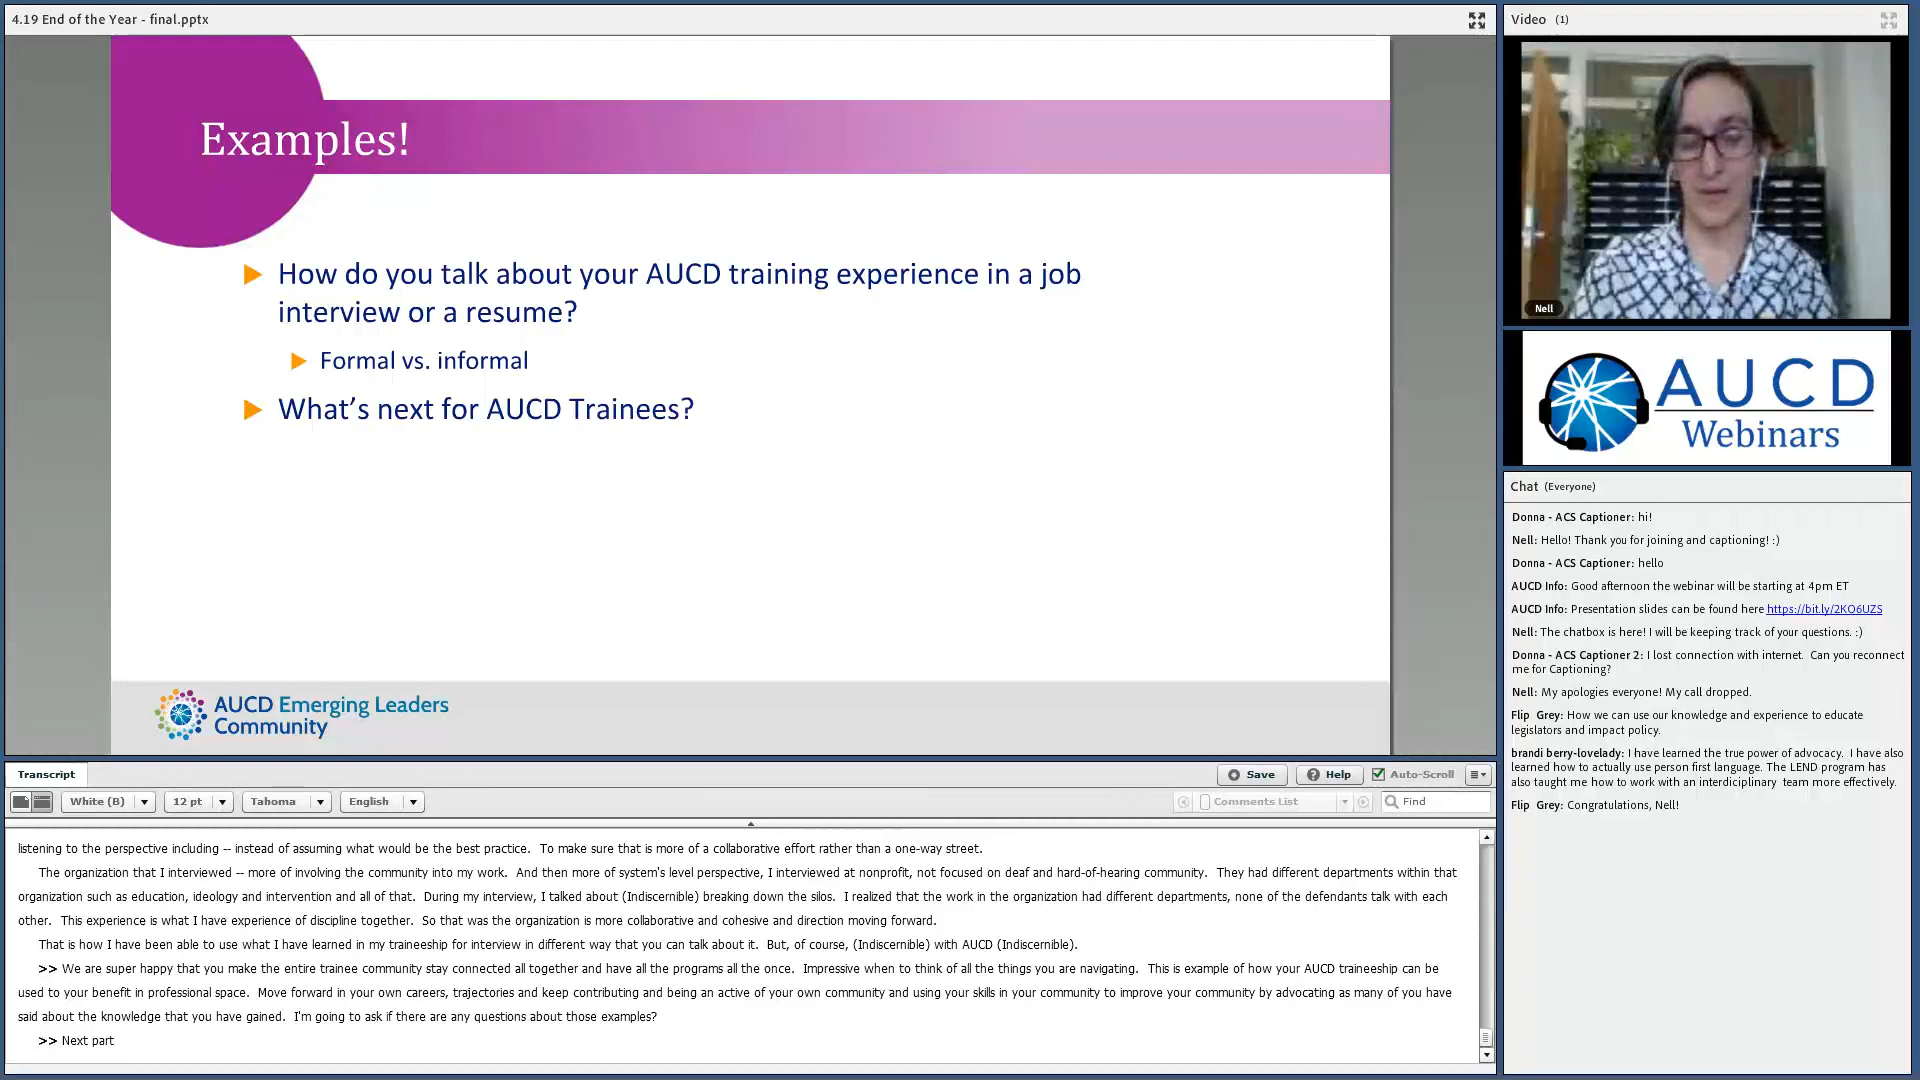 4.19 End of the Year - final.pptx
Examples!
How do you talk about your AUCD training experience in a job
interview or a resume?
Formal vs. informal
What’s next for AUCD Trainees?
AUCD Emerging Leaders
Community
Video (1)
Nell
AUCD
Webinars
Chat (Everyone)
Donna - ACS Captioner: hi!
Nell: Hello! Thank you for joining and captioning! :)
Donna - ACS Captioner: hello
AUCD Info: Good afternoon the webinar will be starting at 4pm ET
AUCD Info: Presentation slides can be found here https://bit.ly/2KO6UZS
Nell: The chatbox is here! I will be keeping track of your questions. :)
Donna - ACS Captioner 2: I lost connection with internet. Can you reconnect
me for Captioning?
Nell: My apologies everyone! My call dropped.
Flip Grey: How we can use our knowledge and experience to educate
legislators and impact policy.
brandi berry-lovelady: I have learned the true power of advocacy. I have also
learned how to actually use person first language. The LEND program has
also taught me how to work with an interdiciplinary team more effectively.
Flip Grey: Congratulations, Nell!
Transcript
Save
Help
Auto-Scroll
White (B)
12 pt
Tahoma
English
Comments List
Find
listening to the perspective including -- instead of assuming what would be the best practice. To make sure that is more of a collaborative effort rather than a one-way street.
The organization that I interviewed -- more of involving the community into my work. And then more of system's level perspective, I interviewed at nonprofit, not focused on deaf and hard-of-hearing community. They had different departments within that
organization such as education, ideology and intervention and all of that. During my interview, I talked about (Indiscernible) breaking down the silos. I realized that the work in the organization had different departments, none of the defendants talk with each
other. This experience is what I have experience of discipline together. So that was the organization is more collaborative and cohesive and direction moving forward.
That is how I have been able to use what I have learned in my traineeship for interview in different way that you can talk about it. But, of course, (Indiscernible) with AUCD (Indiscernible).
>> We are super happy that you make the entire trainee community stay connected all together and have all the programs all the once. Impressive when to think of all the things you are navigating. This is example of how your AUCD traineeship can be
used to your benefit in professional space. Move forward in your own careers, trajectories and keep contributing and being an active of your own community and using your skills in your community to improve your community by advocating as many of you have
said about the knowledge that you have gained. I'm going to ask if there are any questions about those examples?
>> Next part